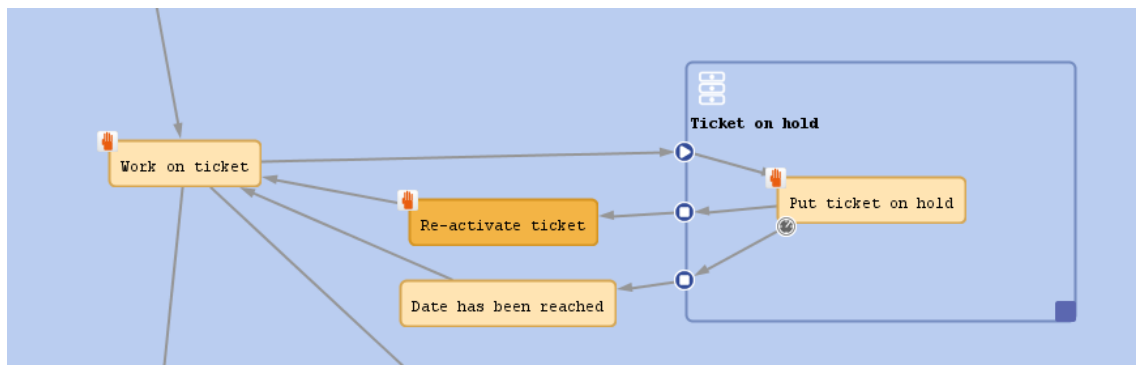 Ticket on hold
Work on ticket
Put ticket on hold
Re-activate ticket
Date has been reached